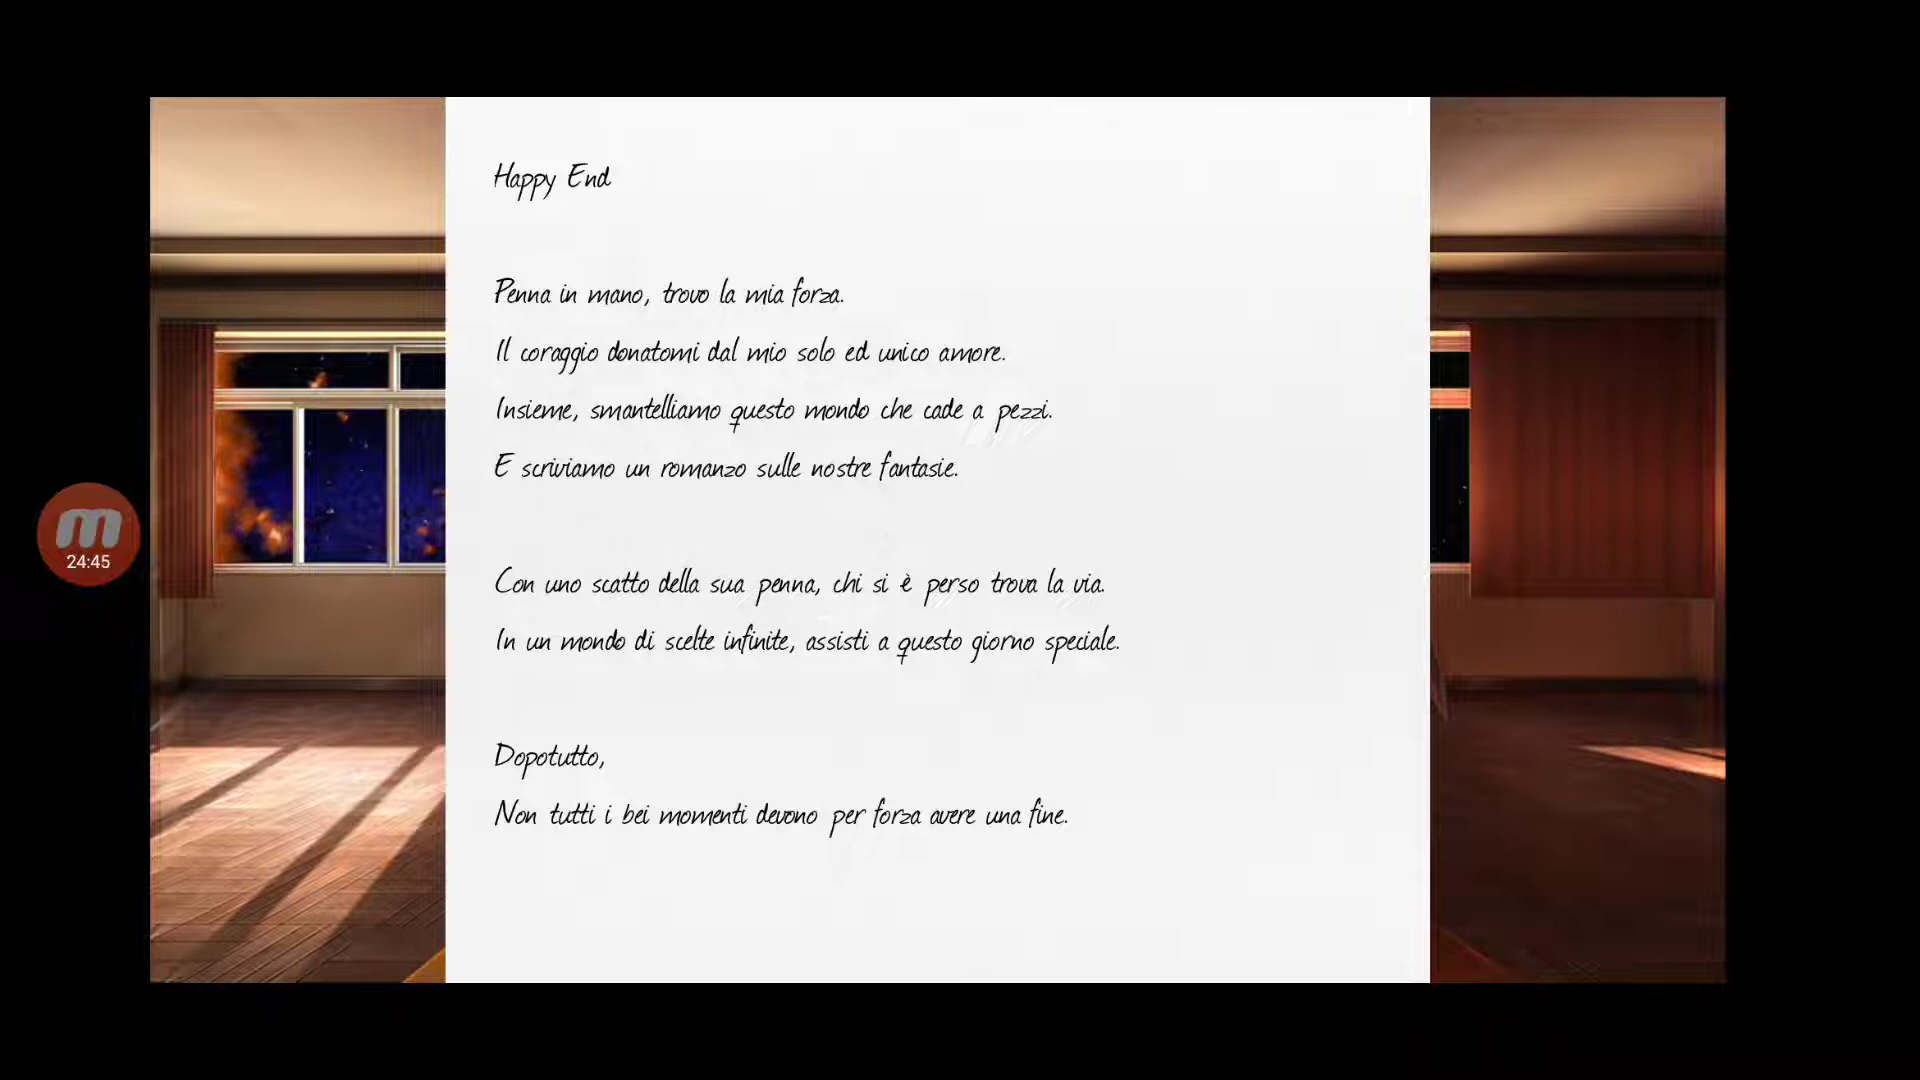 Happy End
Penna in mano, trovo la mia forza.
Il coraggio donatomi dal mio solo ed unico amore.
Insieme, smantelliamo questo mondo che cade a pezzi.
E scriviamo un romanzo sulle nostre fantasie.
Con uno scatto della sua penna, chi si è perso trova la via.
In un mondo di scelte infinite, assisti a questo giorno speciale.
Dopotutto,
Non tutti i bei momenti devono per forza avere una fine.
24:45